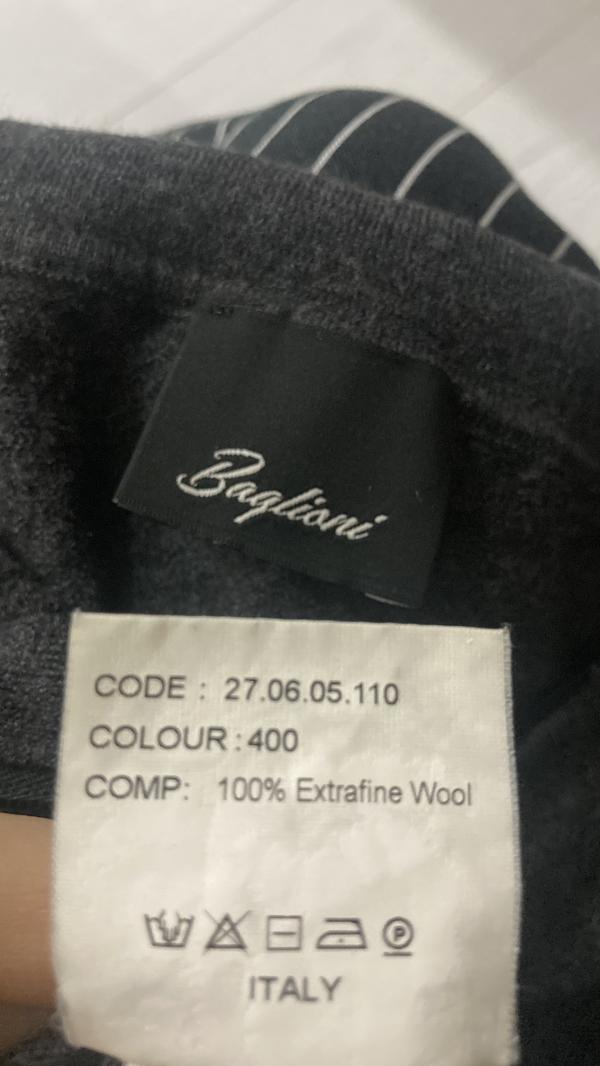 Baglioni
CODE : 27.06.05.110
COLOUR : 400
COMP: 100% Extrafine Wool
P
ITALY